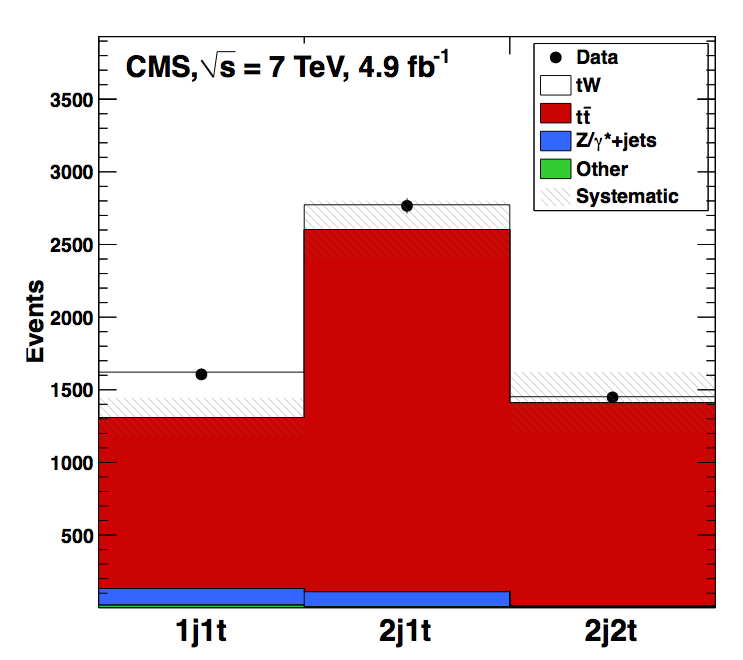 CMS, √s = 7 TeV, 4.9 fb⁻¹
Data
tW
tt̄
Z/γ*+jets
Other
Systematic
Events
3500
3000
2500
2000
1500
1000
500
1j1t 2j1t 2j2t